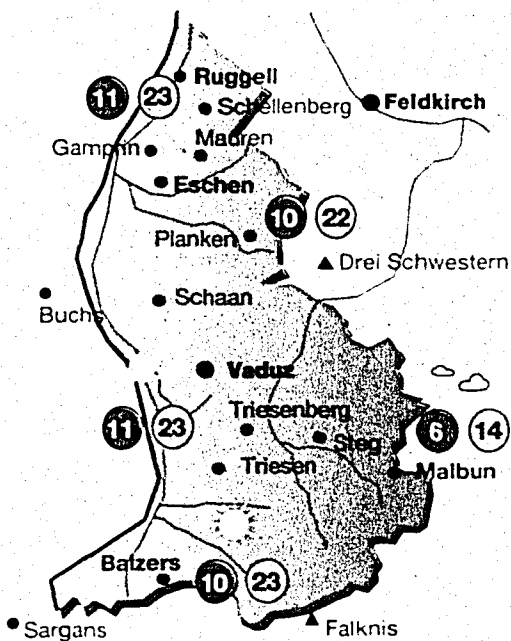 Ruggell
11 23
Schellenberg
Feldkirch
Mauren
Gamprin
Eschen
10 22
Planken
Drei Schwestern
Schaan
Buchs
Vaduz
Triesenberg
11 23
Steg
6 14
Triesen
Malbun
Balzers
10 23
Sargans
Falknis